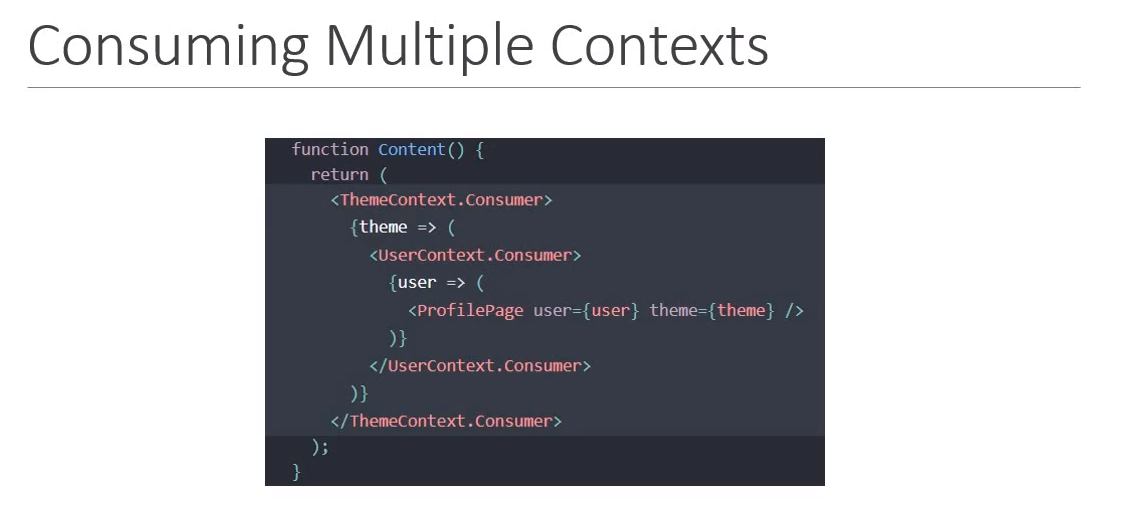 Consuming Multiple Contexts
function Content() {
  return (
    <ThemeContext.Consumer>
      {theme => (
        <UserContext.Consumer>
          {user => (
            <ProfilePage user={user} theme={theme} />
          )}
        </UserContext.Consumer>
      )}
    </ThemeContext.Consumer>
  );
}